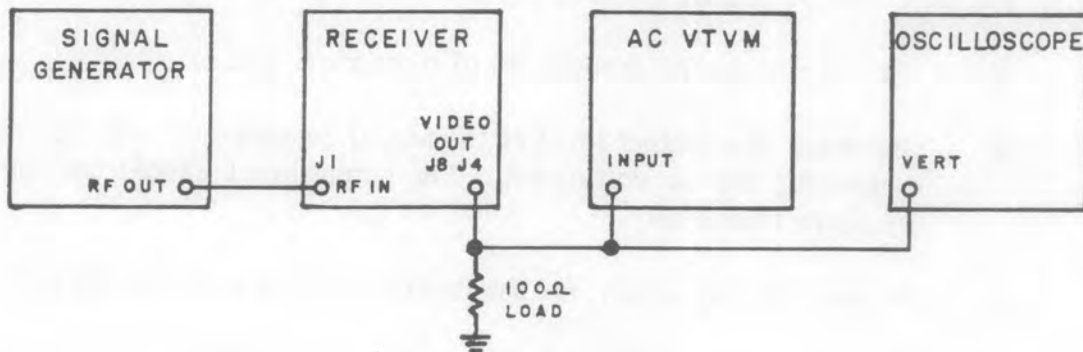 SIGNAL
GENERATOR
RF OUT
RECEIVER
VIDEO
OUT
J8 J4
J1
RF IN
AC VTVM
INPUT
OSCILLOSCOPE
VERT
100Ω
LOAD